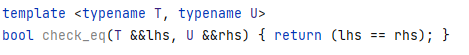 template <typename T, typename U>
bool check_eq(T &&lhs, U &&rhs) { return (lhs == rhs); }